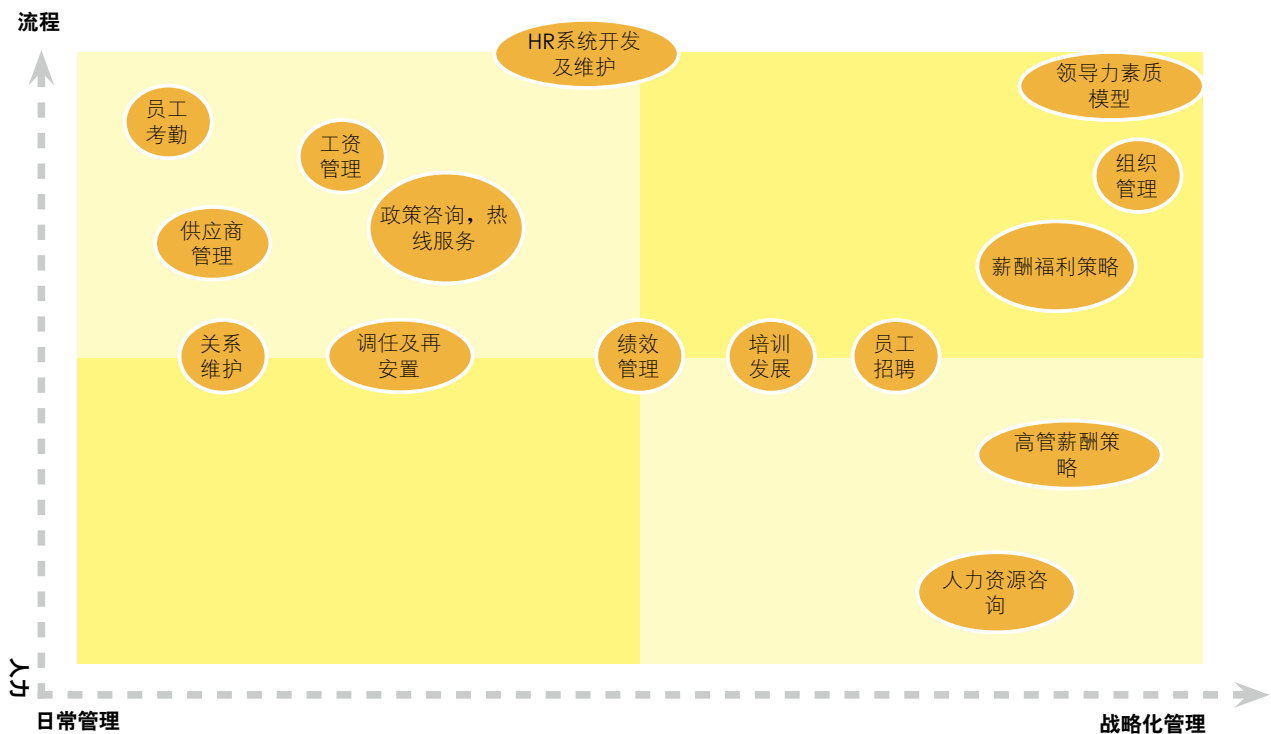 流程
HR系统开发
及维护
领导力素质
模型
员工
考勤
工资
管理
组织
管理
政策咨询，热
线服务
供应商
管理
薪酬福利策略
关系
维护
调任及再
安置
绩效
管理
培训
发展
员工
招聘
高管薪酬策
略
人力资源咨
询
人力
日常管理
战略化管理